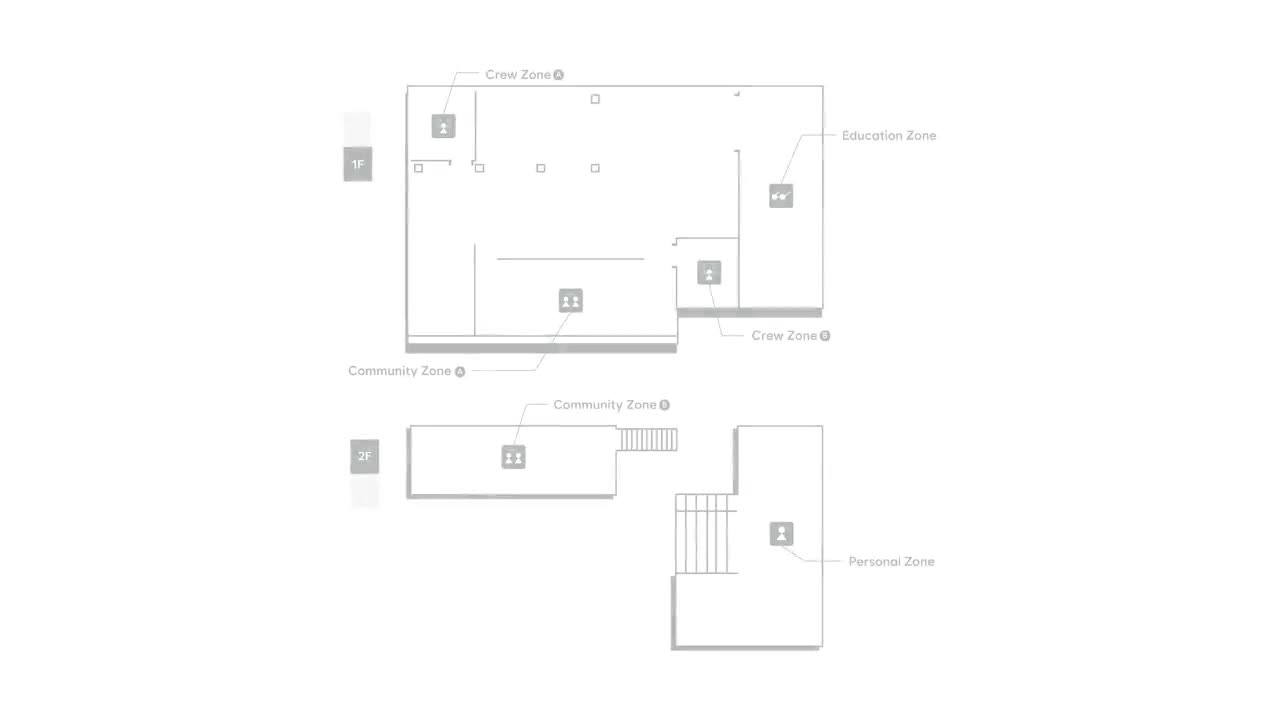 Crew Zone A
1F
Education Zone
Crew Zone B
Community Zone A
Community Zone B
2F
Personal Zone